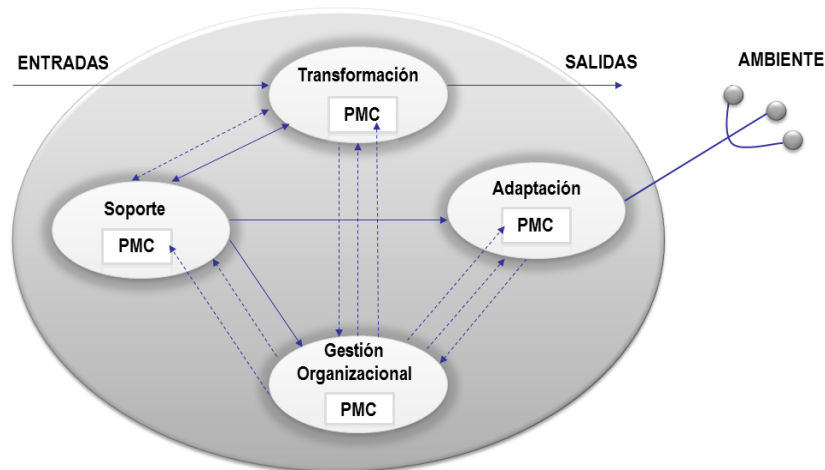 ENTRADAS
Transformación
PMC
SALIDAS
AMBIENTE
Soporte
PMC
Adaptación
PMC
Gestión
Organizacional
PMC